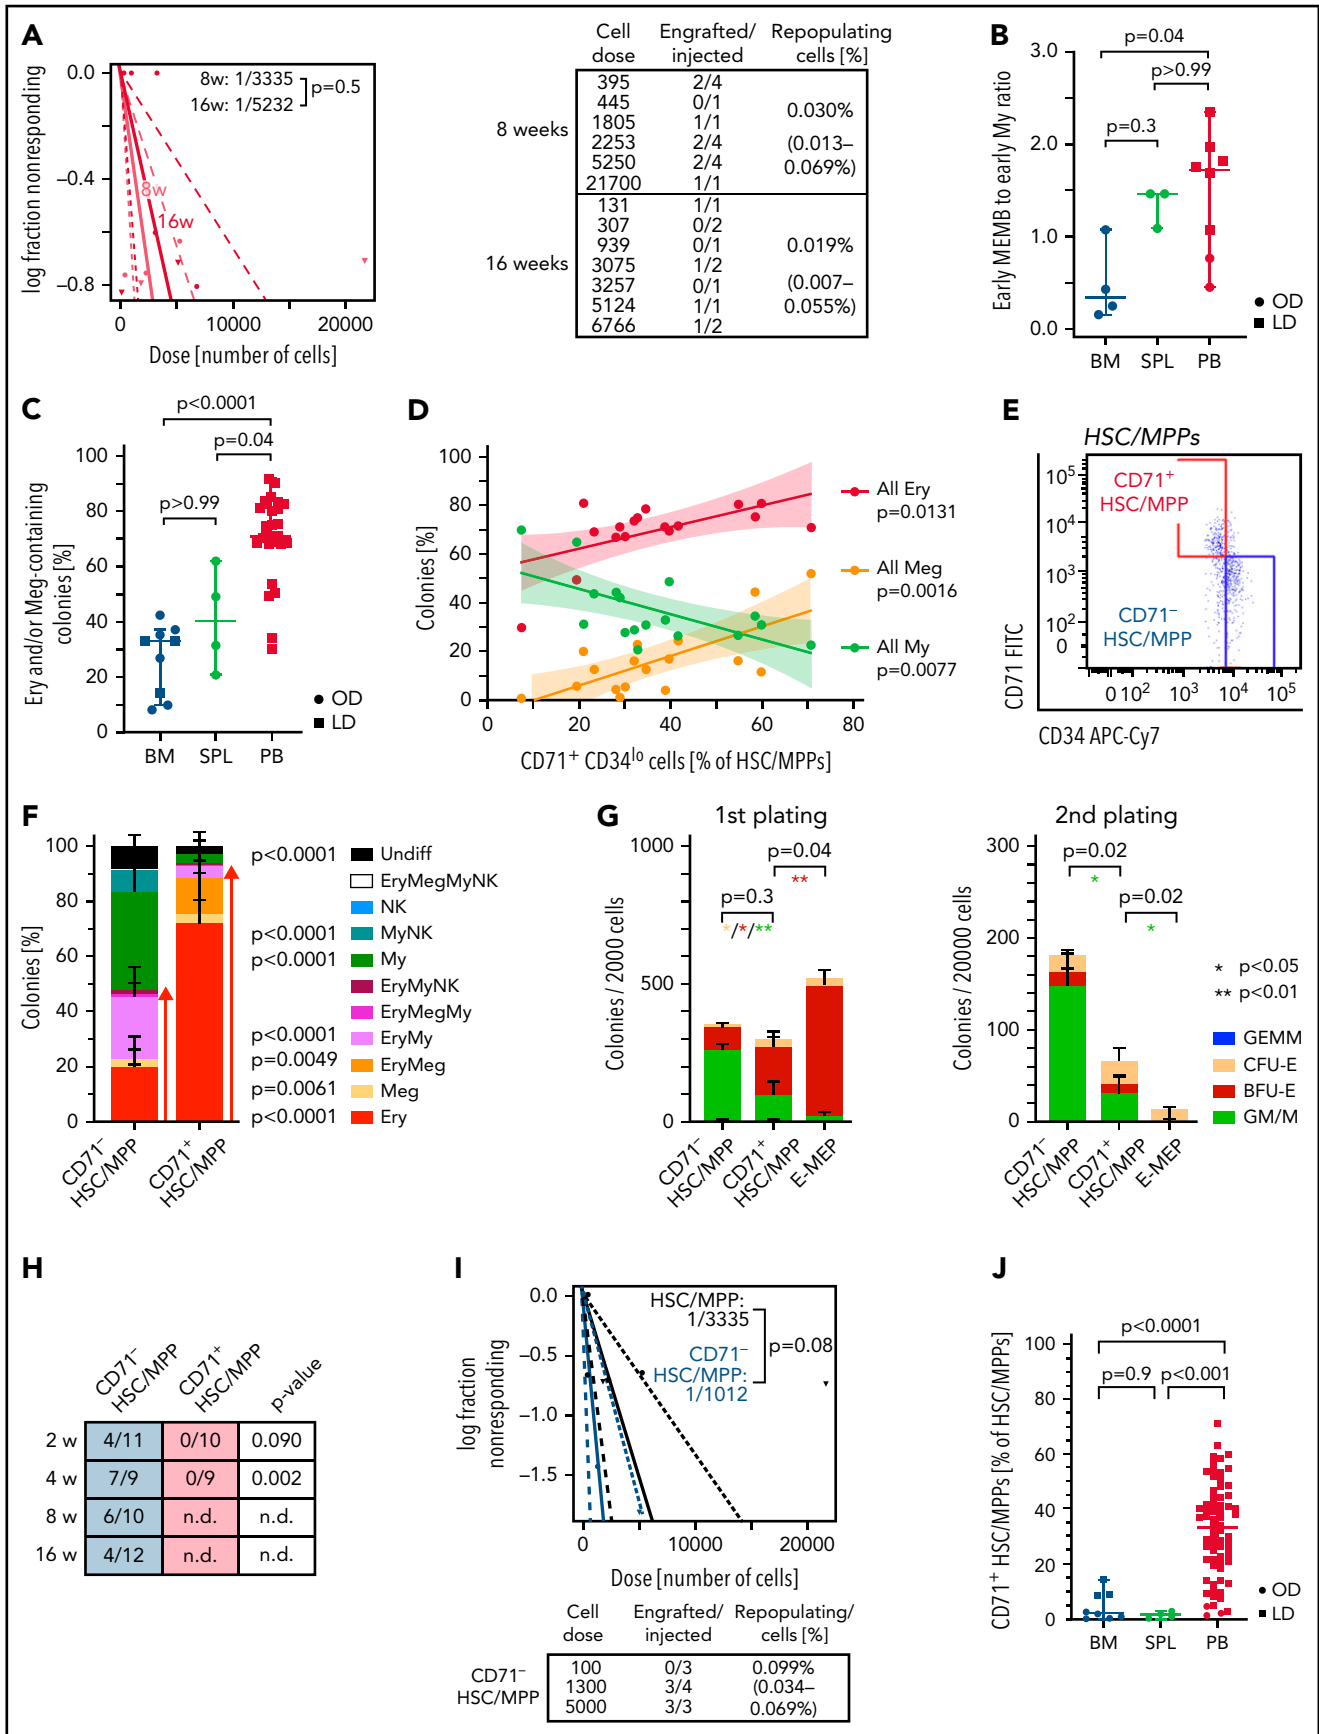 A
log fraction nonresponding
0.0
−0.4
−0.8
8w: 1/3335
16w: 1/5232
p=0.5
8w
16w
0
10000
20000
Dose [number of cells]
Cell dose
Engrafted/ injected
Repopulating cells [%]
8 weeks
395 2/4
445 0/1
1805 1/1
2253 2/4
5250 2/4
21700 1/1
0.030%
(0.013–
0.069%)
16 weeks
131 1/1
307 0/2
939 0/1
3075 1/2
3257 0/1
5124 1/1
6766 1/2
0.019%
(0.007–
0.055%)
B
Early MEMB to early My ratio
3.0
2.0
1.0
0.0
p=0.04
p>0.99
p=0.3
BM SPL PB
OD
LD
C
Ery and/or Meg-containing
colonies [%]
100
80
60
40
20
0
p<0.0001
p=0.04
p>0.99
BM SPL PB
OD
LD
D
Colonies [%]
100
80
60
40
20
0
0 20 40 60 80
CD71+ CD34lo cells [% of HSC/MPPs]
All Ery
p=0.0131
All Meg
p=0.0016
All My
p=0.0077
E
HSC/MPPs
CD71+
HSC/MPP
CD71−
HSC/MPP
CD71 FITC
10^5
10^4
10^3
10^2
0
0 10^2 10^3 10^4 10^5
CD34 APC-Cy7
F
Colonies [%]
100
80
60
40
20
0
CD71−
HSC/MPP
CD71+
HSC/MPP
p<0.0001
p<0.0001
p<0.0001
p<0.0001
p=0.0049
p=0.0061
p<0.0001
Undiff
EryMegMyNK
NK
MyNK
My
EryMyNK
EryMegMy
EryMy
EryMeg
Meg
Ery
G
1st plating
Colonies / 20000 cells
1000
500
0
p=0.04
**
p=0.3
*/*/**
CD71−
HSC/MPP
CD71+
HSC/MPP
E-MEP
2nd plating
Colonies / 20000 cells
300
200
100
0
p=0.02
*
p=0.02
*
CD71−
HSC/MPP
CD71+
HSC/MPP
E-MEP
* p<0.05
** p<0.01
GEMM
CFU-E
BFU-E
GM/M
H
CD71−
HSC/MPP
CD71+
HSC/MPP
p-value
2 w 4/11 0/10 0.090
4 w 7/9 0/9 0.002
8 w 6/10 n.d. n.d.
16 w 4/12 n.d. n.d.
I
log fraction
nonresponding
0.0
−0.5
−1.0
−1.5
HSC/MPP:
1/3335
CD71−
HSC/MPP:
1/1012
p=0.08
0
10000
20000
Dose [number of cells]
Cell dose
Engrafted/ injected
Repopulating/ cells [%]
CD71−
HSC/MPP
100 0/3 0.099%
1300 3/4 (0.034–
5000 3/3 0.069%)
J
CD71+ HSC/MPPs [% of HSC/MPPs]
100
80
60
40
20
0
p<0.0001
p=0.9
p<0.001
BM SPL PB
OD
LD